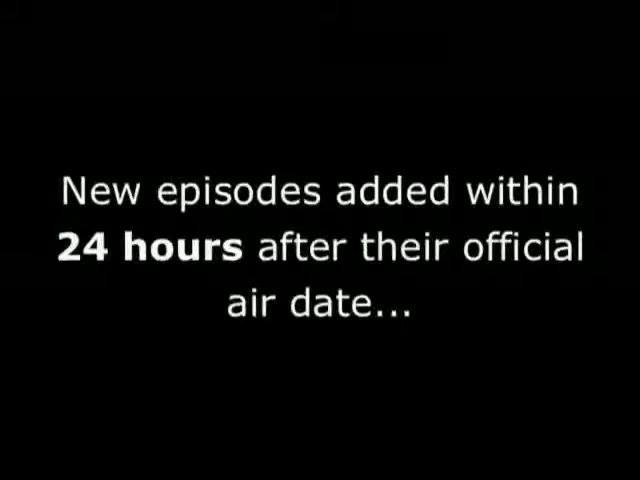 New episodes added within
24 hours after their official
air date...